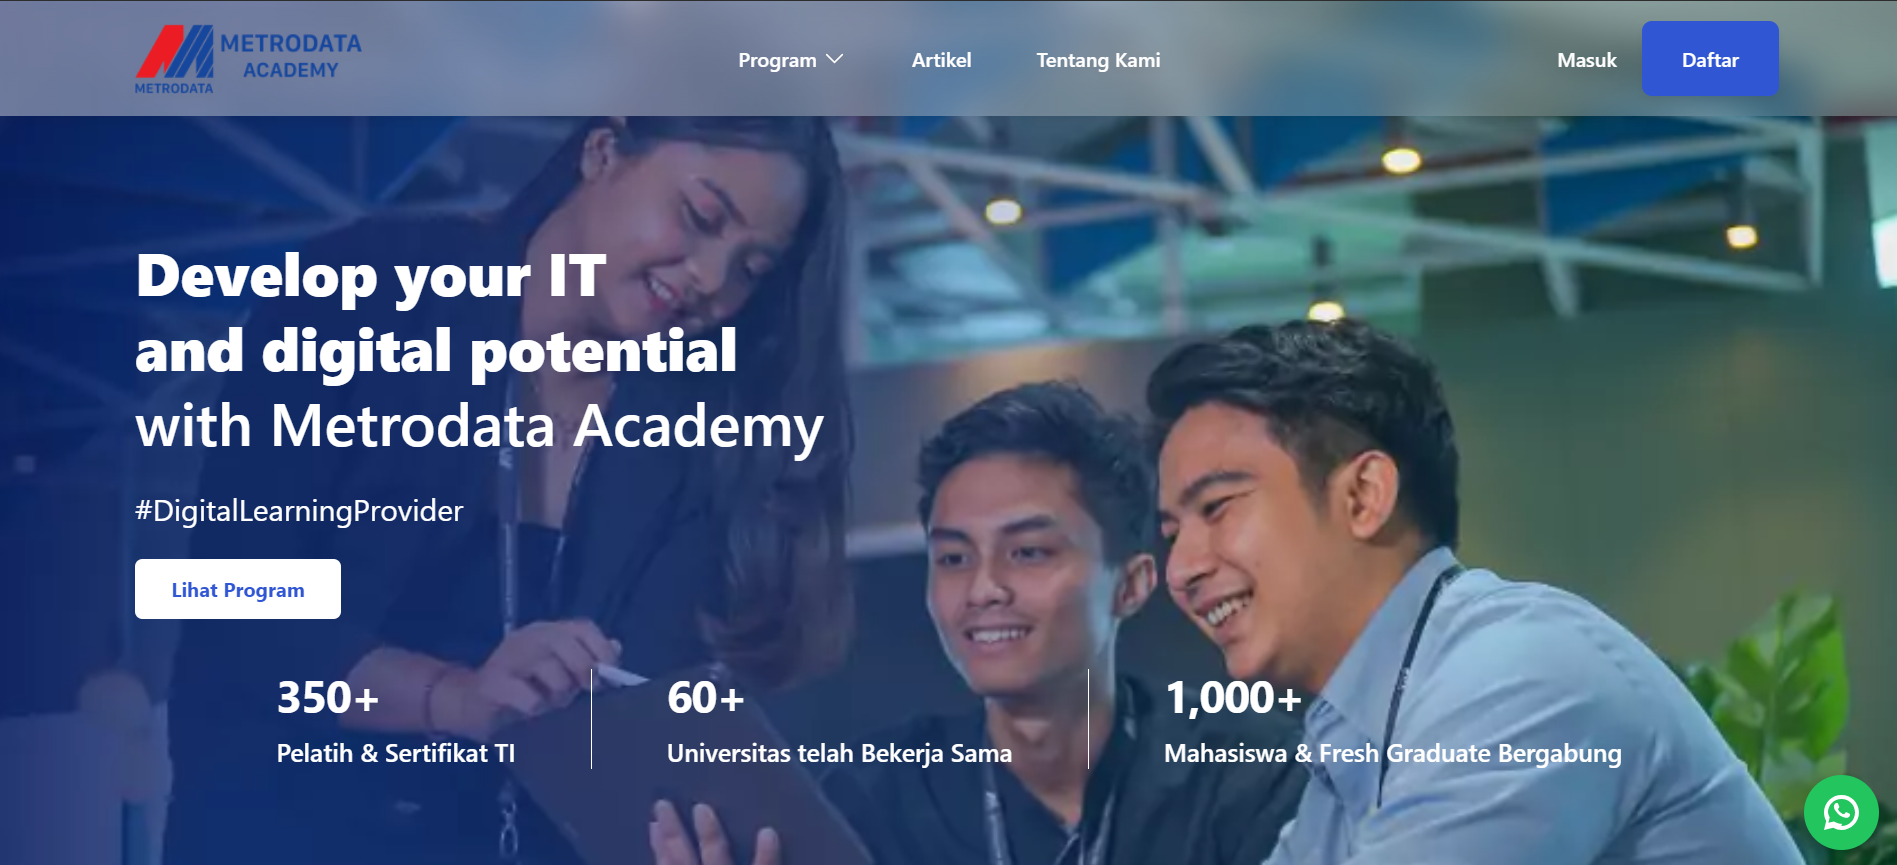 METRODATA
ACADEMY
METRODATA
Program
Artikel
Tentang Kami
Masuk
Daftar
Develop your IT
and digital potential
with Metrodata Academy
#DigitalLearningProvider
Lihat Program
350+
Pelatih & Sertifikat TI
60+
Universitas telah Bekerja Sama
1,000+
Mahasiswa & Fresh Graduate Bergabung